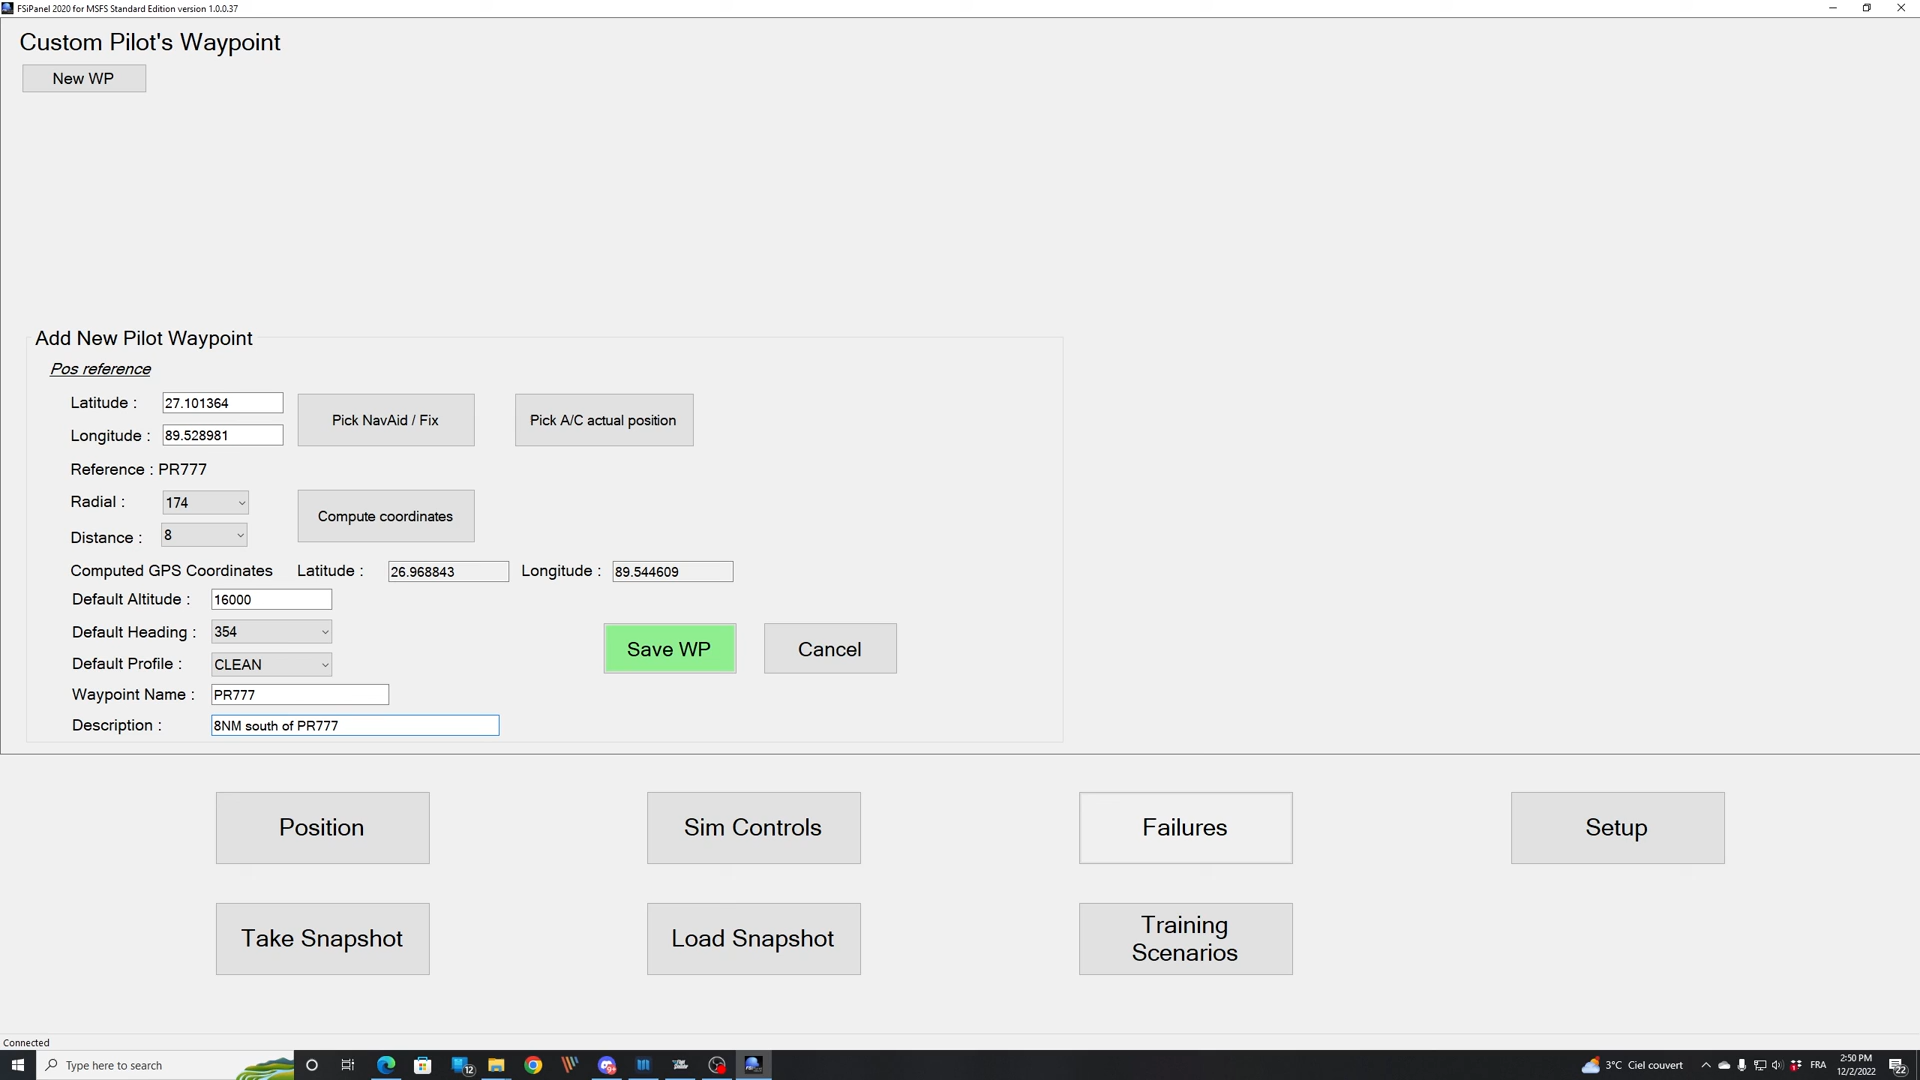 FSiPanel 2020 for MSFS Standard Edition version 1.0.0.37
Custom Pilot's Waypoint
New WP
Add New Pilot Waypoint
Pos reference
Latitude : 27.101364
Pick NavAid / Fix
Pick A/C actual position
Longitude : 89.528981
Reference : PR777
Radial : 174
Compute coordinates
Distance : 8
Computed GPS Coordinates Latitude : 26.968843 Longitude : 89.544609
Default Altitude : 16000
Default Heading : 354
Save WP
Cancel
Default Profile : CLEAN
Waypoint Name : PR777
Description : 8NM south of PR777
Position
Sim Controls
Failures
Setup
Take Snapshot
Load Snapshot
Training
Scenarios
Connected
Type here to search
12
3°C Ciel couvert
FRA
2:50 PM
12/2/2022
22